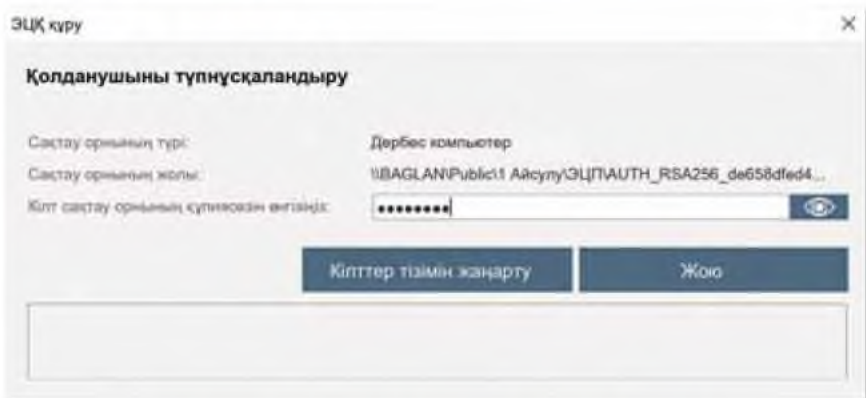 ЭЦҚ құру
Қолданушыны түпнұсқаландыру
Сақтау орнының түрі: Дербес компьютер
Сақтау орнының жолы: \\BAGLAN\Public\1 Айсулу\ЭЦП\AUTH_RSA256_de658dfed4...
Кілт сақтау орнының құпиясөзін енгізіңіз: ••••••••
Кілттер тізімін жаңарту Жою